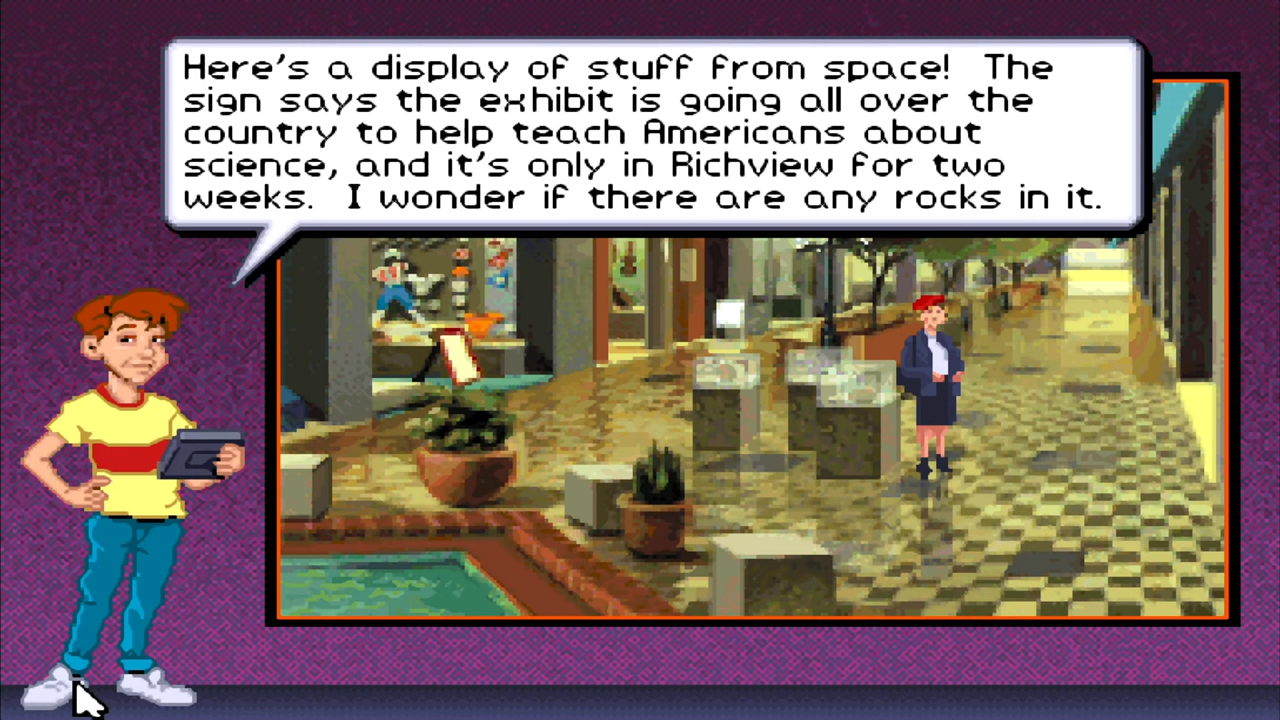 Here's a display of stuff from space!  The
sign says the exhibit is going all over the
country to help teach Americans about
science, and it's only in Richview for two
weeks.  I wonder if there are any rocks in it.